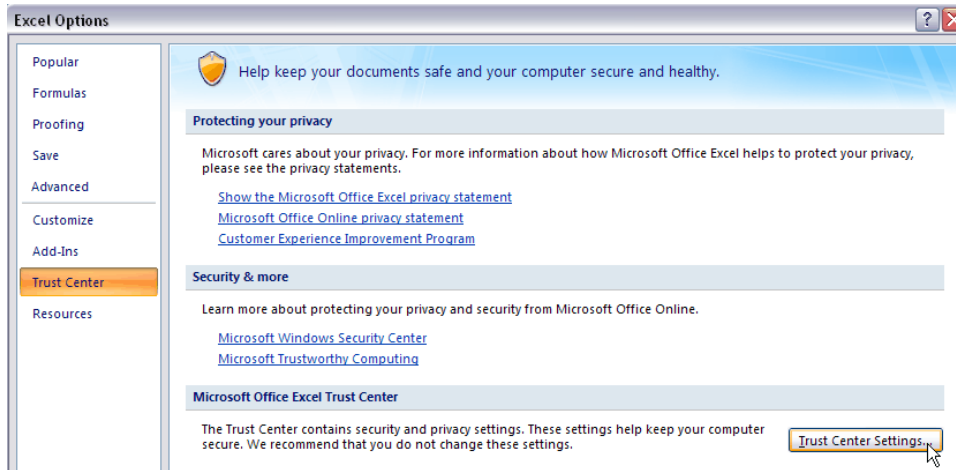 Excel Options
Popular
Formulas
Proofing
Save
Advanced
Customize
Add-Ins
Trust Center
Resources
Help keep your documents safe and your computer secure and healthy.
Protecting your privacy
Microsoft cares about your privacy. For more information about how Microsoft Office Excel helps to protect your privacy,
please see the privacy statements.
Show the Microsoft Office Excel privacy statement
Microsoft Office Online privacy statement
Customer Experience Improvement Program
Security & more
Learn more about protecting your privacy and security from Microsoft Office Online.
Microsoft Windows Security Center
Microsoft Trustworthy Computing
Microsoft Office Excel Trust Center
The Trust Center contains security and privacy settings. These settings help keep your computer
secure. We recommend that you do not change these settings.
Trust Center Settings...